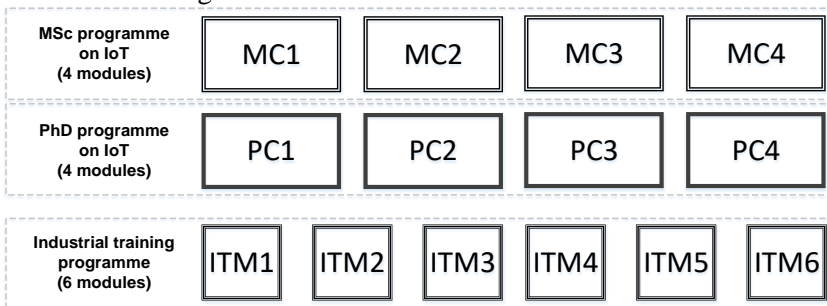 MSc programme
on IoT
(4 modules)
MC1 MC2 MC3 MC4
PhD programme
on IoT
(4 modules)
PC1 PC2 PC3 PC4
Industrial training
programme
(6 modules)
ITM1 ITM2 ITM3 ITM4 ITM5 ITM6